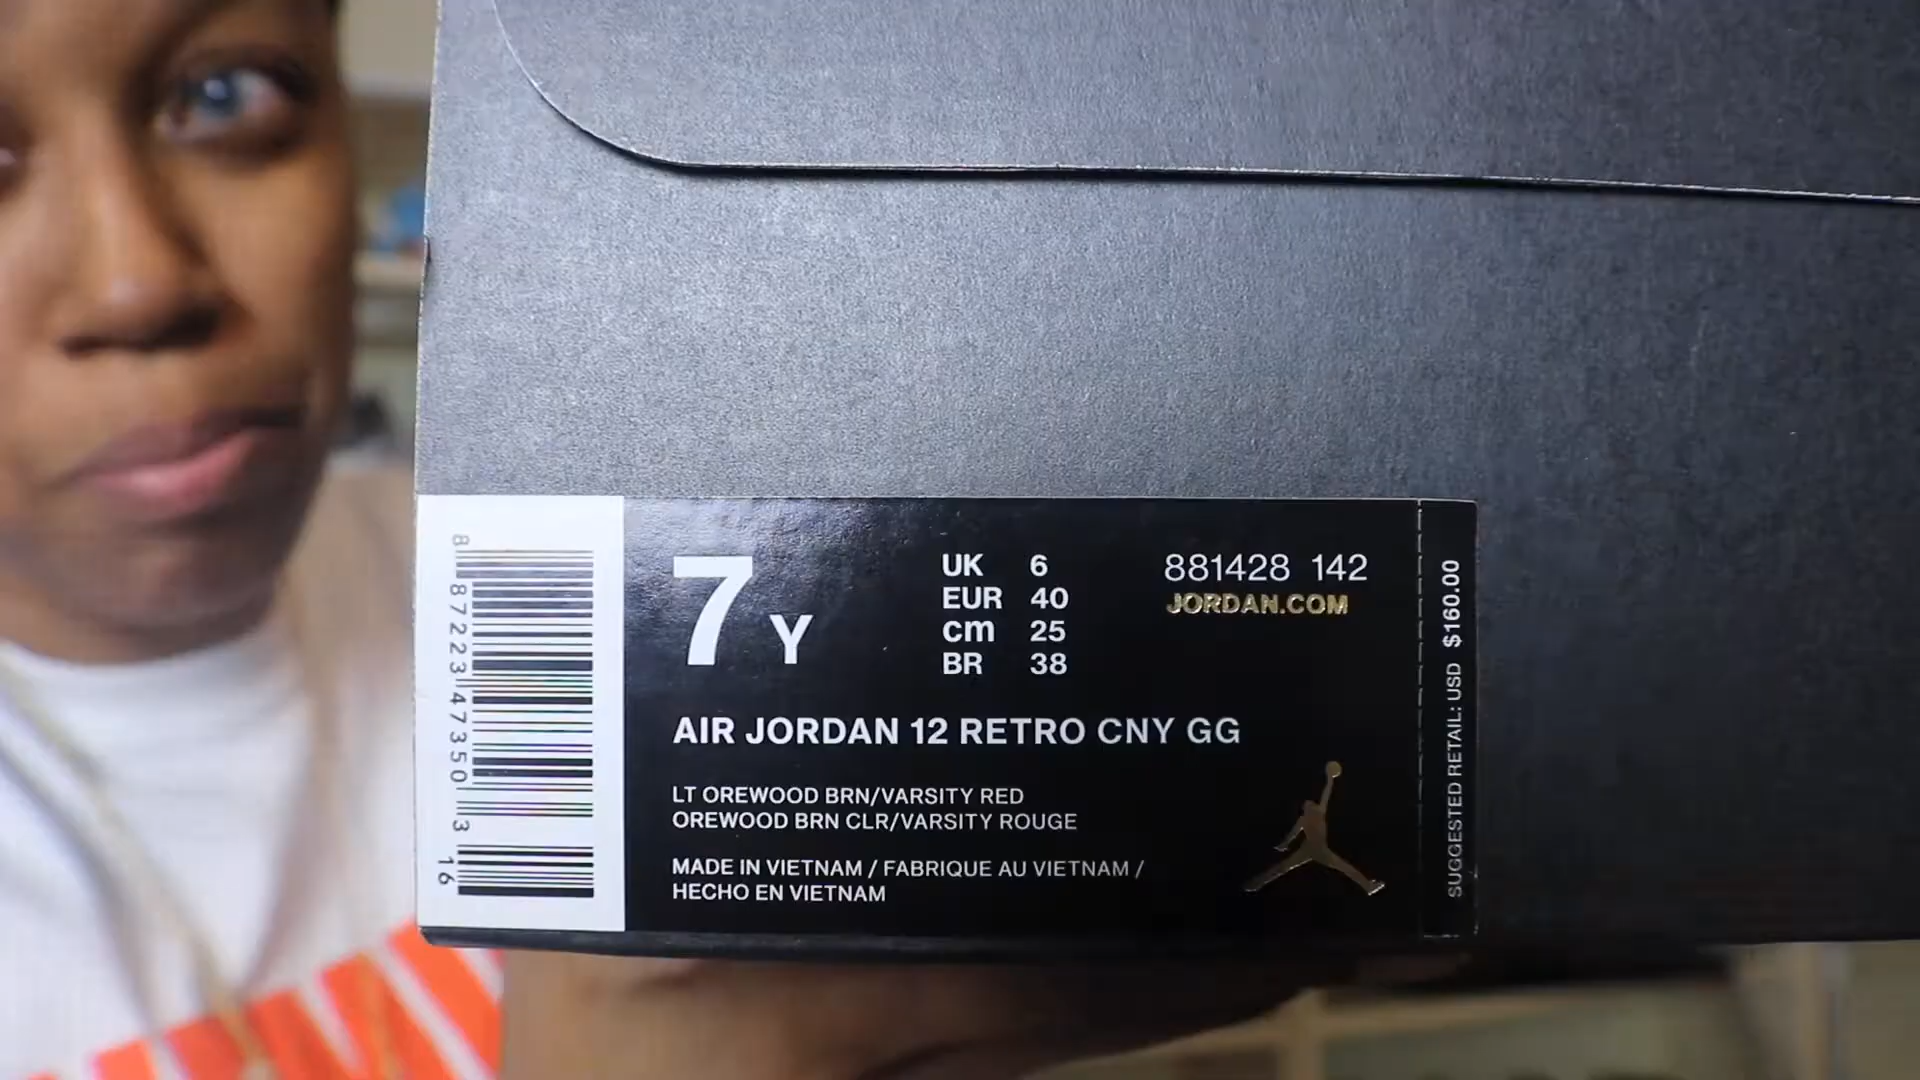 8 87223 47350 3 16
7 Y
UK 6
EUR 40
cm 25
BR 38
881428 142
JORDAN.COM
AIR JORDAN 12 RETRO CNY GG
LT OREWOOD BRN/VARSITY RED
OREWOOD BRN CLR/VARSITY ROUGE
MADE IN VIETNAM / FABRIQUE AU VIETNAM /
HECHO EN VIETNAM
SUGGESTED RETAIL: USD $160.00